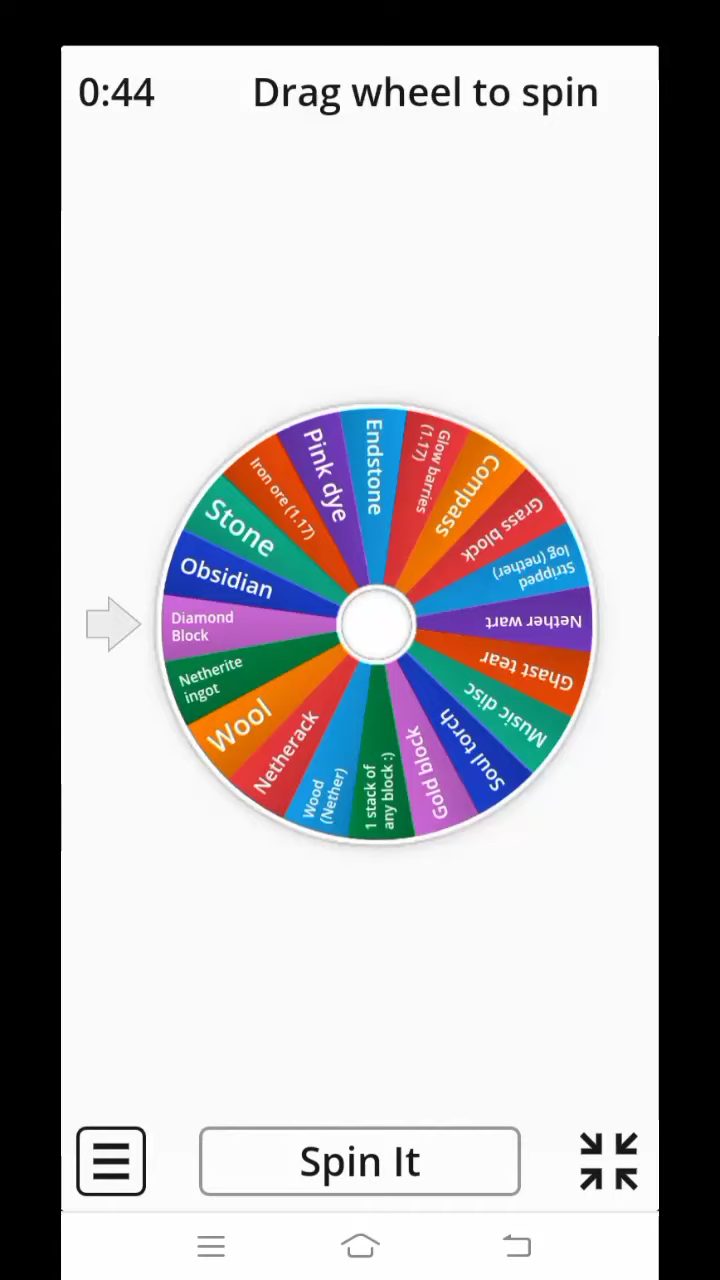 0:44
Drag wheel to spin
Endstone
Glow barries
(1.17)
Compass
Grass block
Stripped
log (nether)
Nether wart
Ghast tear
Music disc
Soul torch
Gold block
1 stack of
any block :)
Wood
(Nether)
Netherack
Wool
Netherite
ingot
Diamond
Block
Obsidian
Stone
Iron ore (1.17)
Pink dye
Spin It